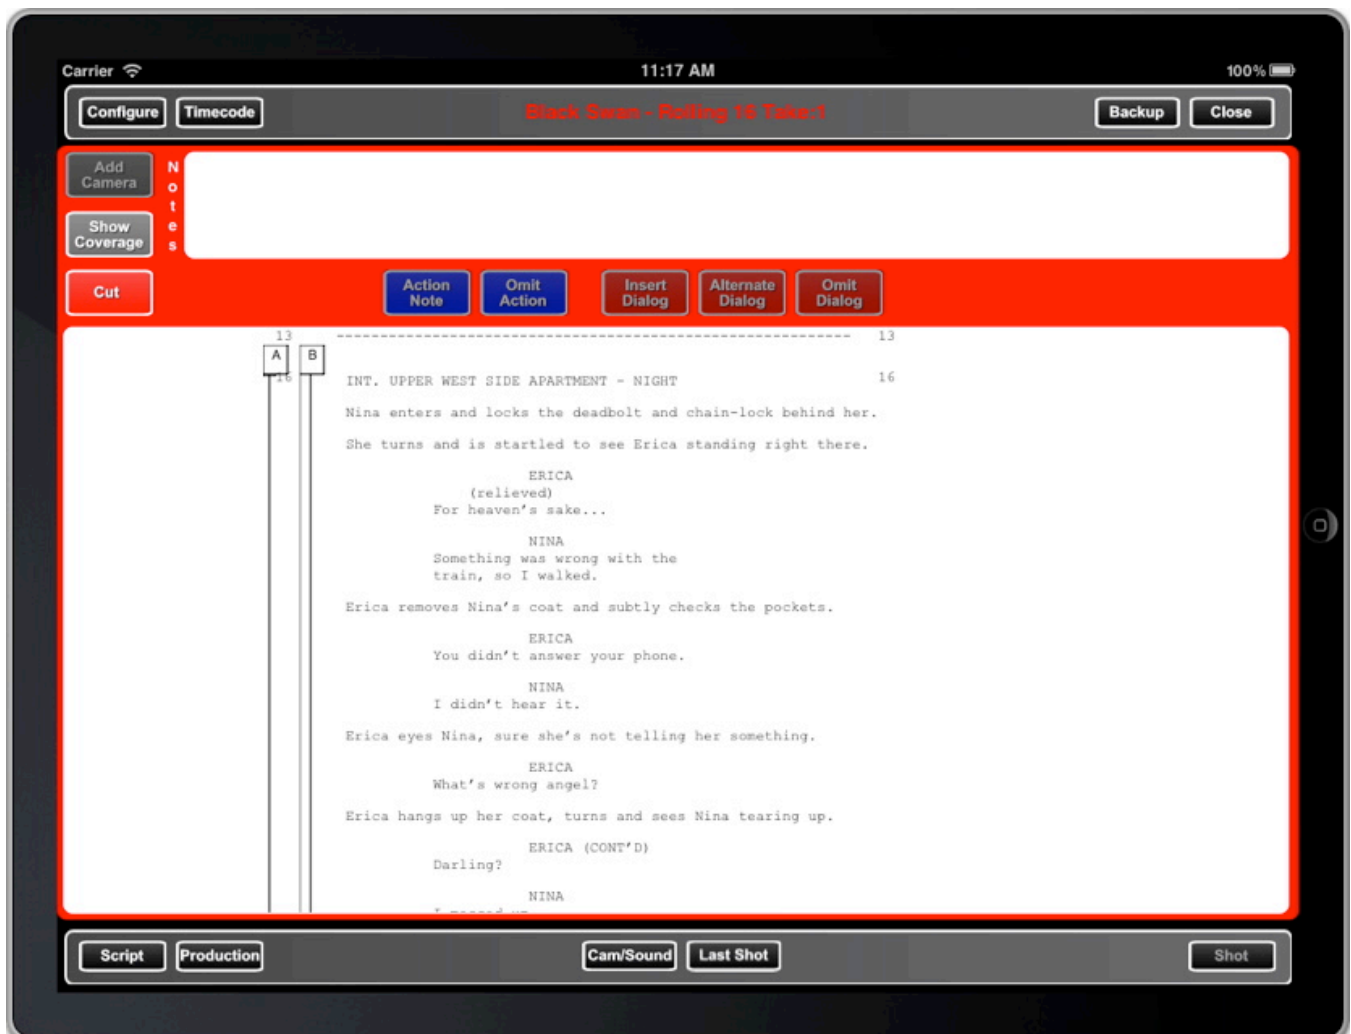 Carrier 11:17 AM 100%
Configure Timecode Black Swan - Rolling 16 Take:1 Backup Close
Add
Camera
Notes
Show
Coverage
Cut
Action
Note
Omit
Action
Insert
Dialog
Alternate
Dialog
Omit
Dialog
13 13
A B
16 INT. UPPER WEST SIDE APARTMENT - NIGHT 16
Nina enters and locks the deadbolt and chain-lock behind her.
She turns and is startled to see Erica standing right there.
ERICA
(relieved)
For heaven's sake...
NINA
Something was wrong with the
train, so I walked.
Erica removes Nina's coat and subtly checks the pockets.
ERICA
You didn't answer your phone.
NINA
I didn't hear it.
Erica eyes Nina, sure she's not telling her something.
ERICA
What's wrong angel?
Erica hangs up her coat, turns and sees Nina tearing up.
ERICA (CONT'D)
Darling?
NINA
Script Production Cam/Sound Last Shot Shot